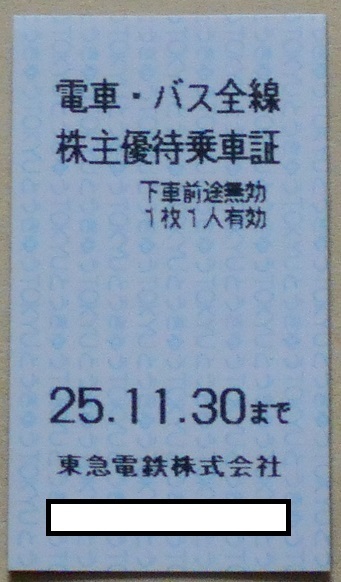 電車・バス全線
株主優待乗車証
下車前途無効
1枚1人有効
25.11.30まで
東急電鉄株式会社